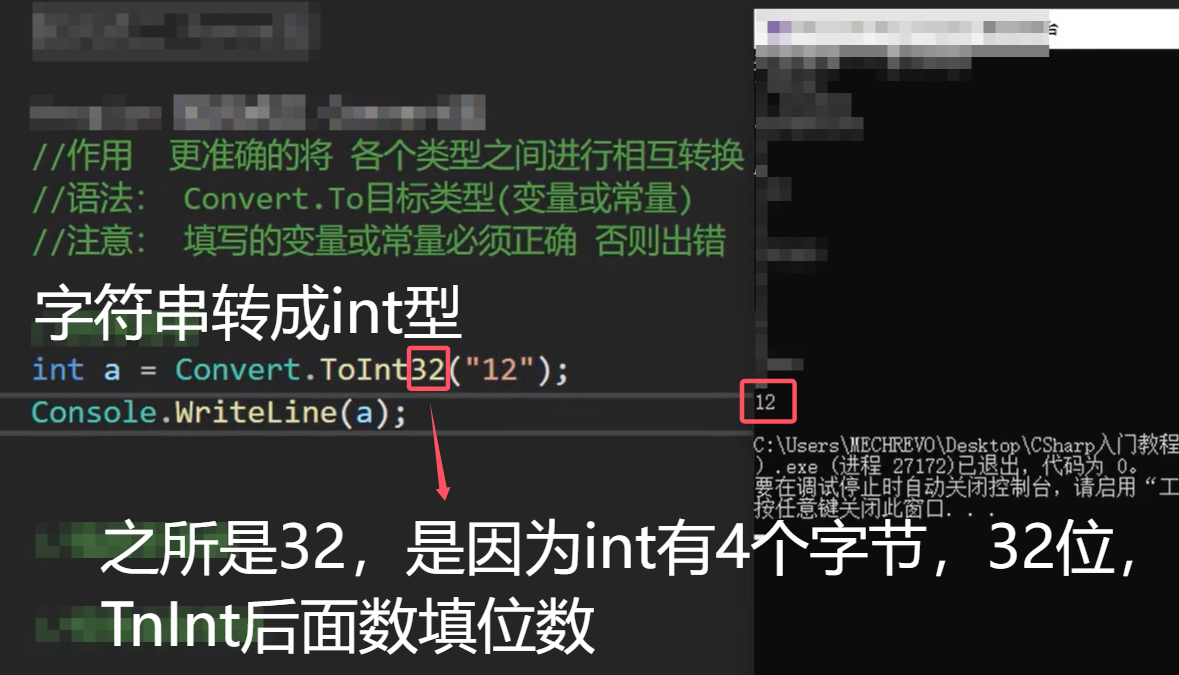 //作用  更准确的将 各个类型之间进行相互转换
//语法: Convert.To目标类型(变量或常量)
//注意: 填写的变量或常量必须正确 否则出错
字符串转成int型
int a = Convert.ToInt32("12");
Console.WriteLine(a);
之所是32，是因为int有4个字节，32位，
TnInt后面数填位数
台
12
C:\Users\MECHREVO\Desktop\CSharp入门教程
).exe (进程 27172)已退出，代码为 0。
要在调试停止时自动关闭控制台，请启用“工
按任意键关闭此窗口. . .